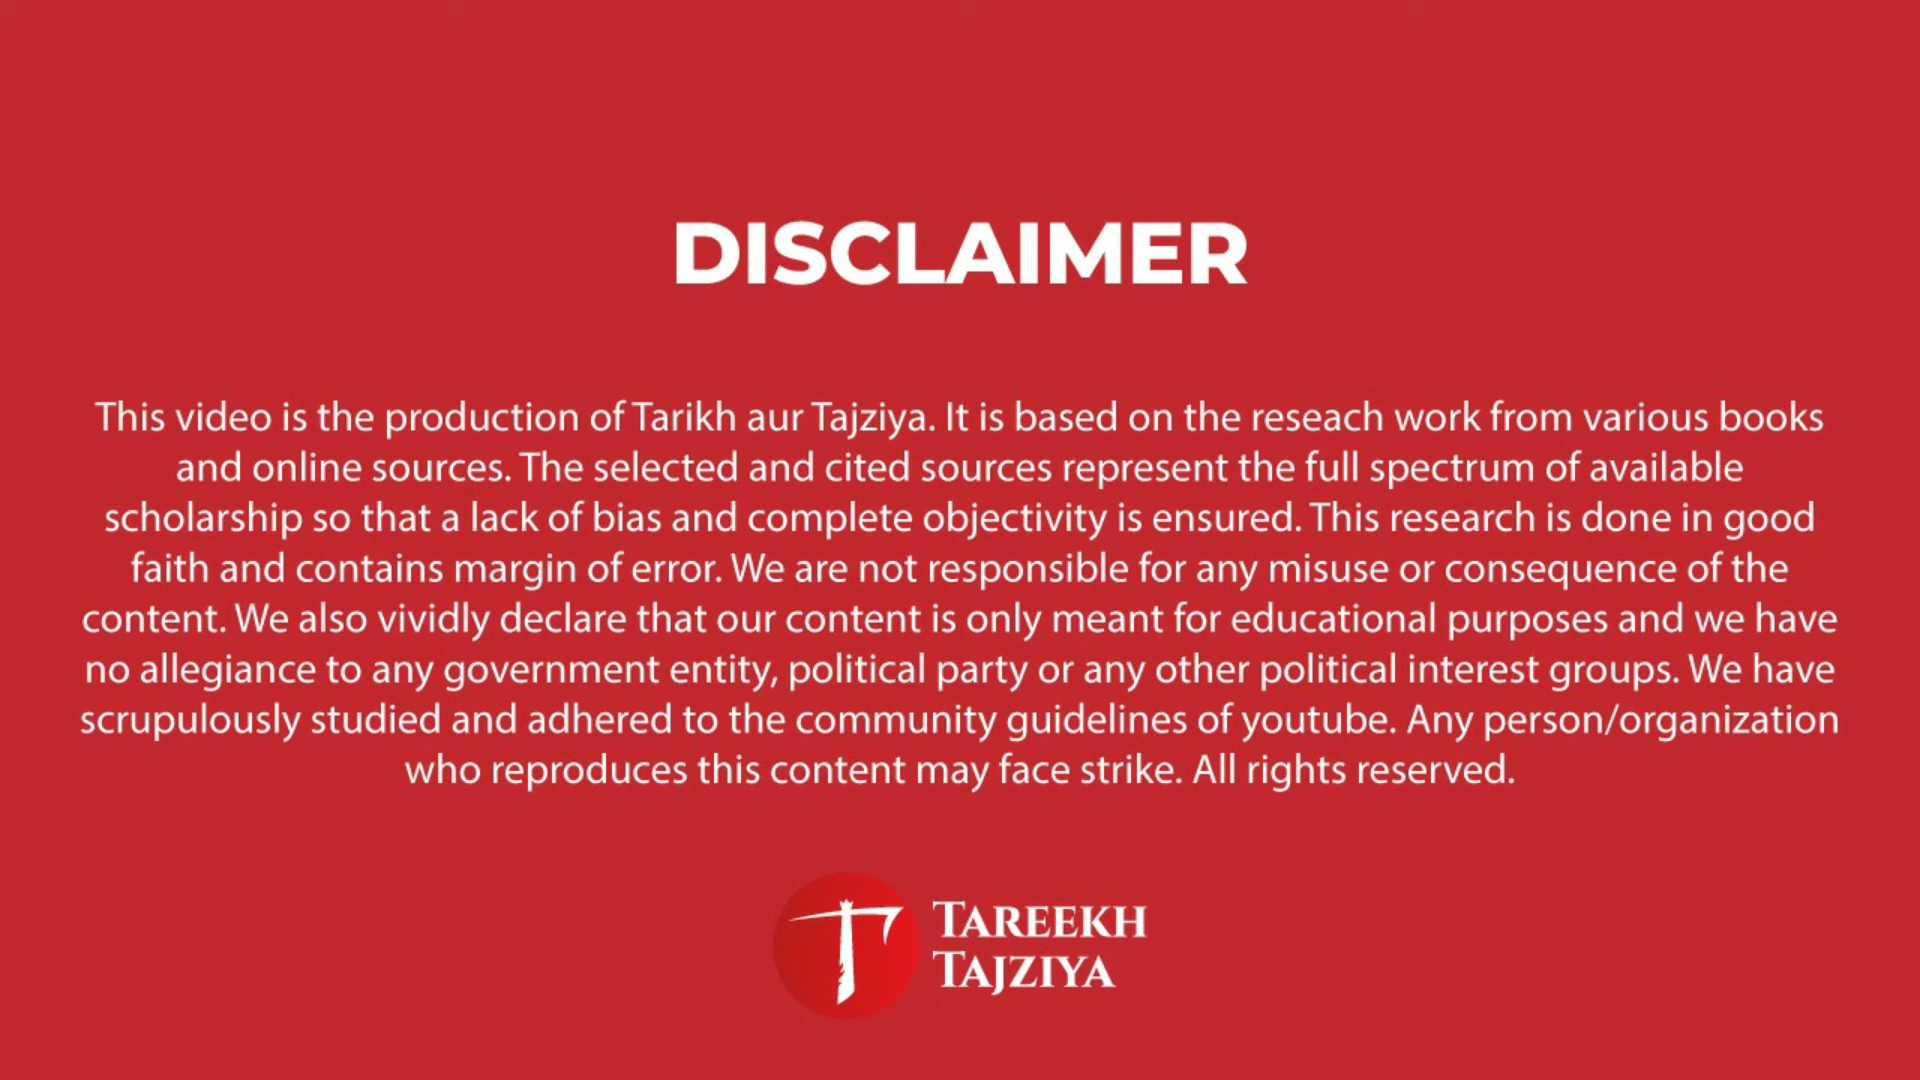 DISCLAIMER
This video is the production of Tarikh aur Tajziya. It is based on the reseach work from various books
and online sources. The selected and cited sources represent the full spectrum of available
scholarship so that a lack of bias and complete objectivity is ensured. This research is done in good
faith and contains margin of error. We are not responsible for any misuse or consequence of the
content. We also vividly declare that our content is only meant for educational purposes and we have
no allegiance to any government entity, political party or any other political interest groups. We have
scrupulously studied and adhered to the community guidelines of youtube. Any person/organization
who reproduces this content may face strike. All rights reserved.
TAREEKH
TAJZIYA